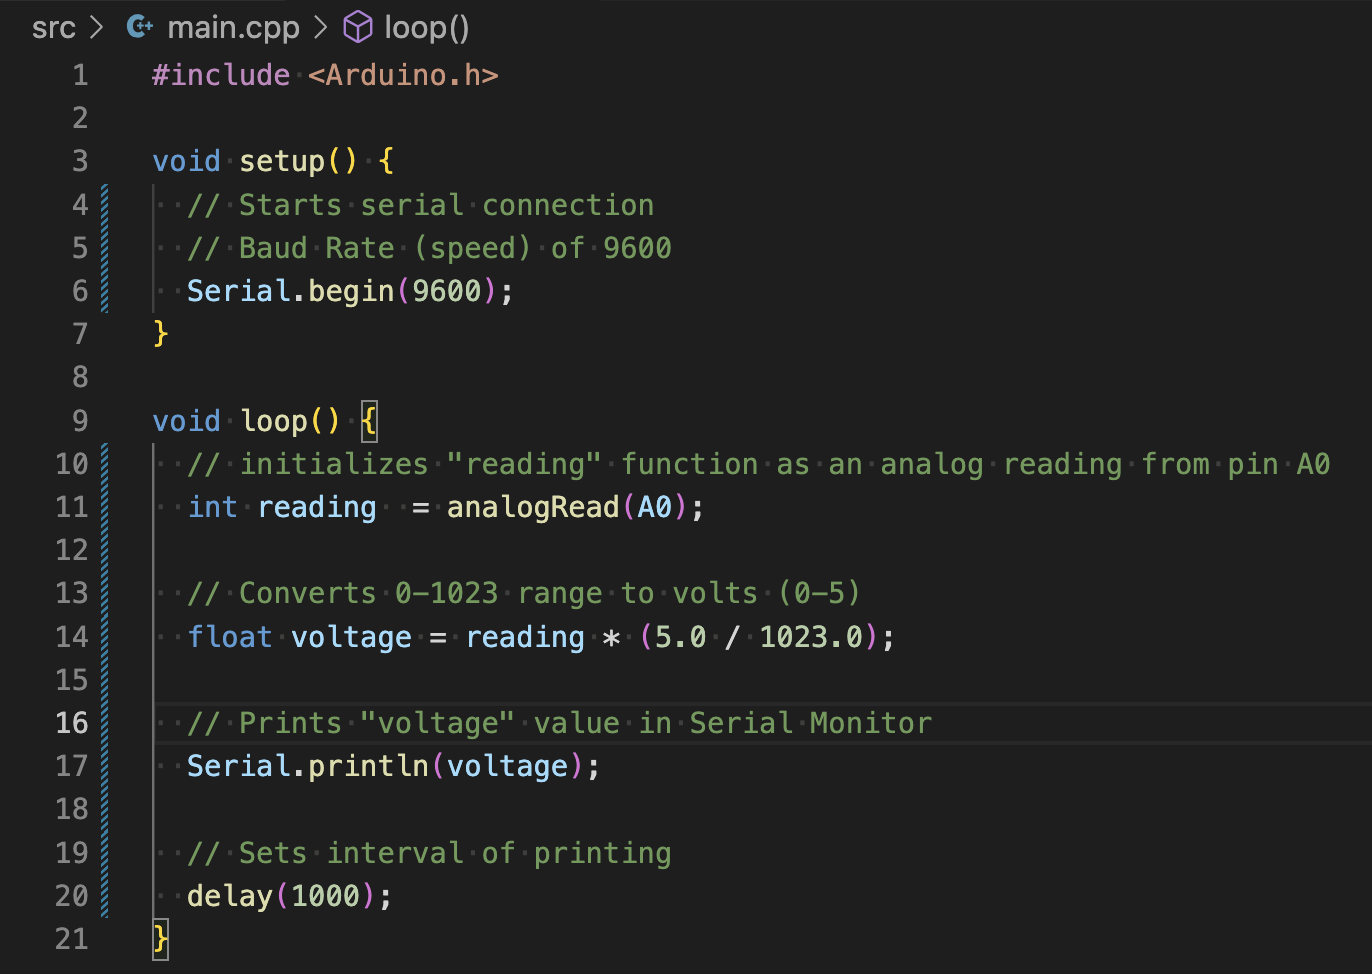 src > main.cpp > loop()
1 #include <Arduino.h>
2
3 void setup() {
4   // Starts serial connection
5   // Baud Rate (speed) of 9600
6   Serial.begin(9600);
7 }
8
9 void loop() {
10   // initializes "reading" function as an analog reading from pin A0
11   int reading  = analogRead(A0);
12
13   // Converts 0-1023 range to volts (0-5)
14   float voltage = reading * (5.0 / 1023.0);
15
16   // Prints "voltage" value in Serial Monitor
17   Serial.println(voltage);
18
19   // Sets interval of printing
20   delay(1000);
21 }